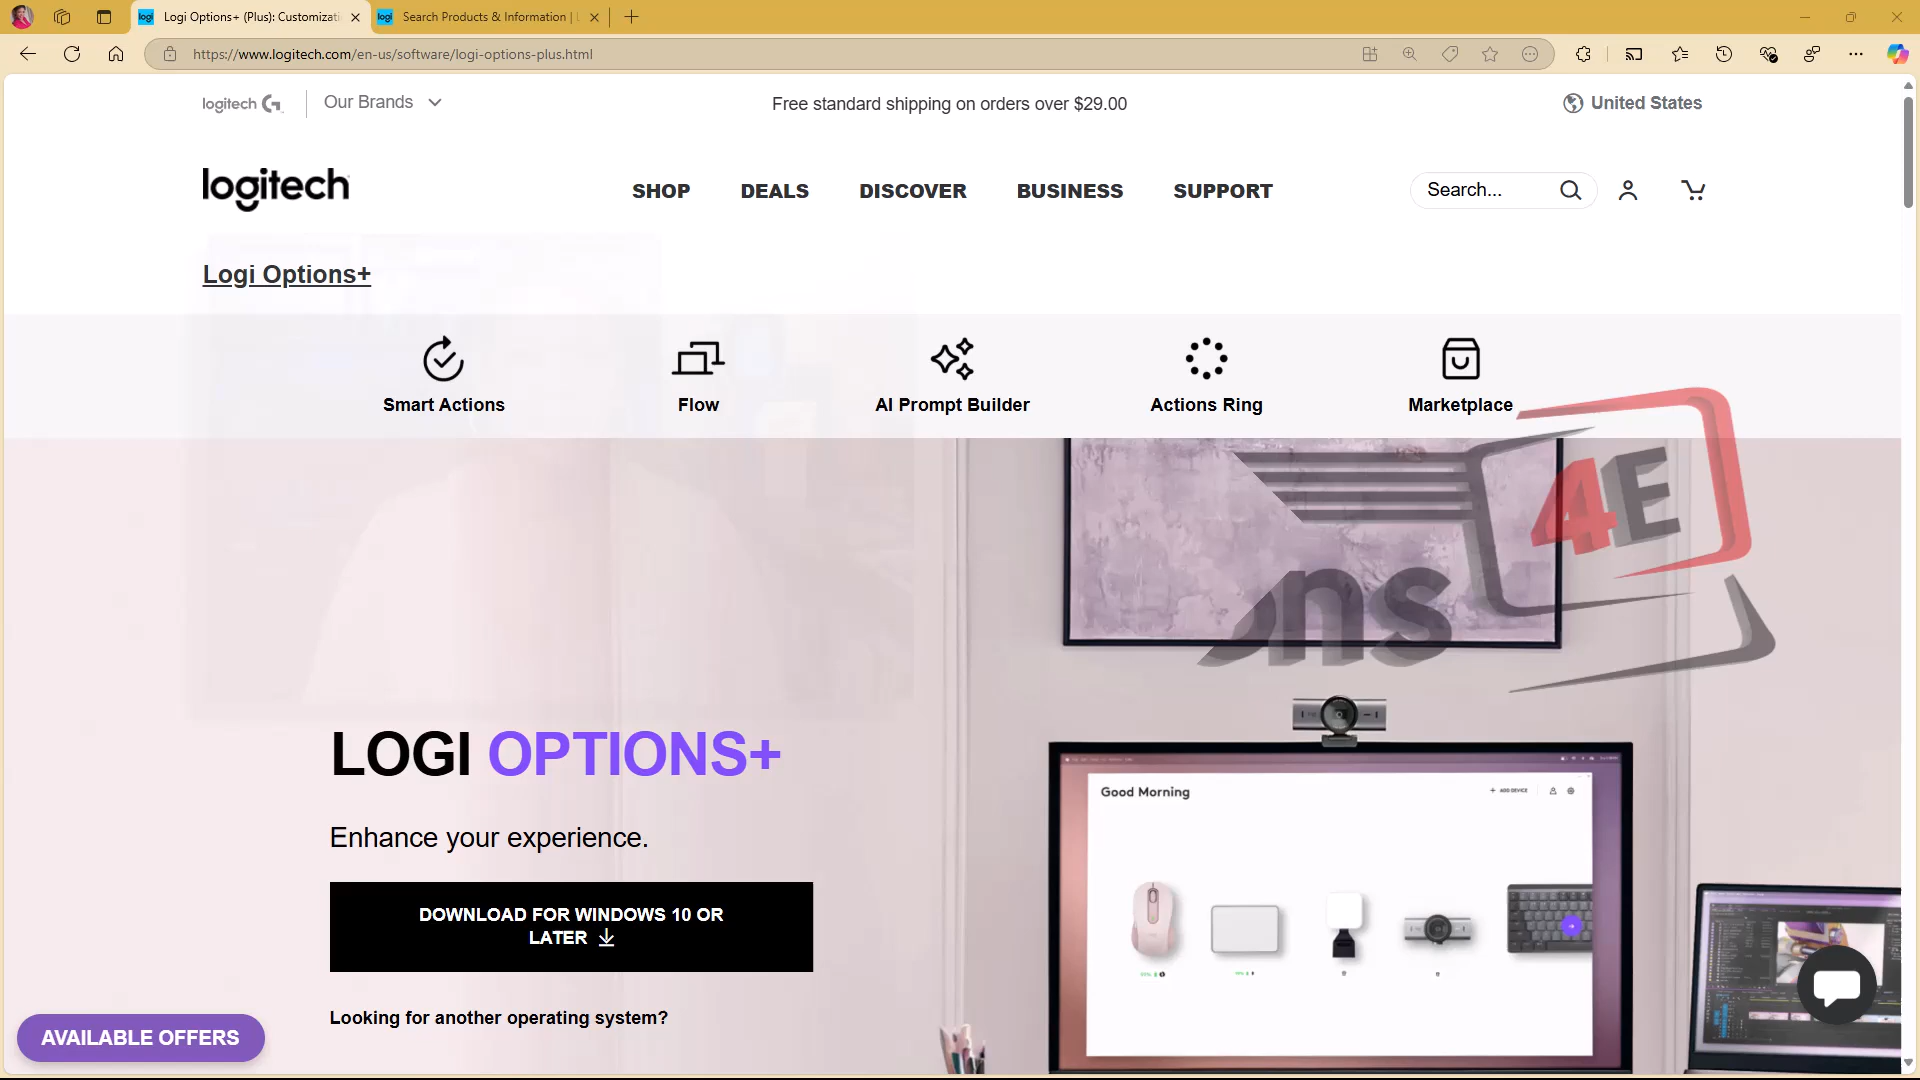 Logi Options+ (Plus): Customizati
Search Products & Information | L
https://www.logitech.com/en-us/software/logi-options-plus.html
logitech G
Our Brands
Free standard shipping on orders over $29.00
United States
logitech
SHOP
DEALS
DISCOVER
BUSINESS
SUPPORT
Search...
Logi Options+
Smart Actions
Flow
AI Prompt Builder
Actions Ring
Marketplace
4E
ons
LOGI OPTIONS+
Enhance your experience.
DOWNLOAD FOR WINDOWS 10 OR
LATER
Looking for another operating system?
AVAILABLE OFFERS
Good Morning
+ ADD DEVICE